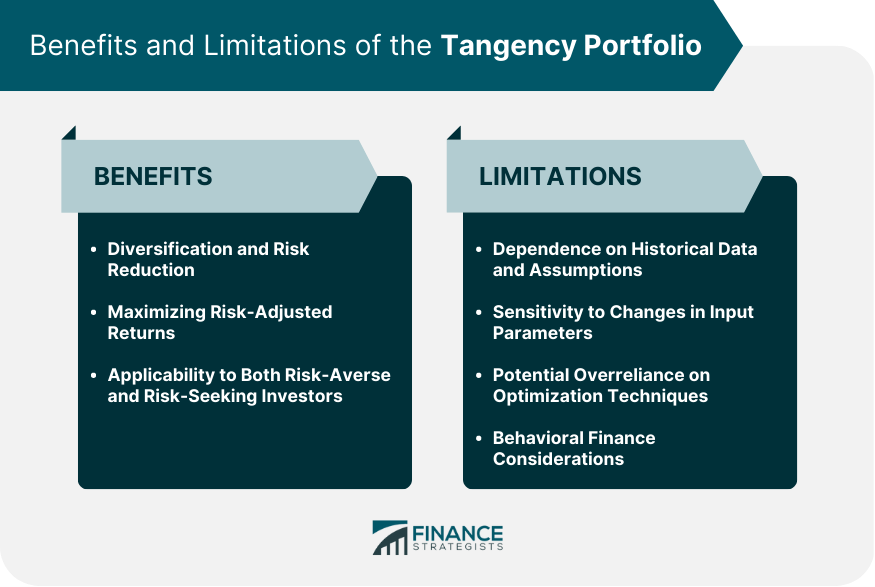 Benefits and Limitations of the Tangency Portfolio
BENEFITS
• Diversification and Risk
Reduction
• Maximizing Risk-Adjusted
Returns
• Applicability to Both Risk-Averse
and Risk-Seeking Investors
LIMITATIONS
• Dependence on Historical Data
and Assumptions
• Sensitivity to Changes in Input
Parameters
• Potential Overreliance on
Optimization Techniques
• Behavioral Finance
Considerations
FINANCE
STRATEGISTS